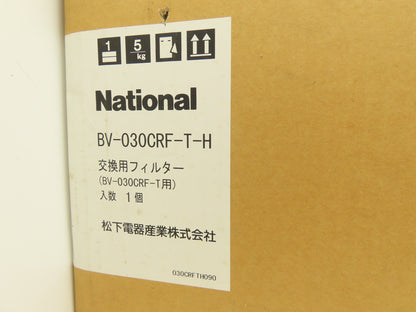 1
5
kg
National
BV-030CRF-T-H
交換用フィルター
(BV-030CRF-T用)
入数 1個
松下電器産業株式会社
030CRFTH090